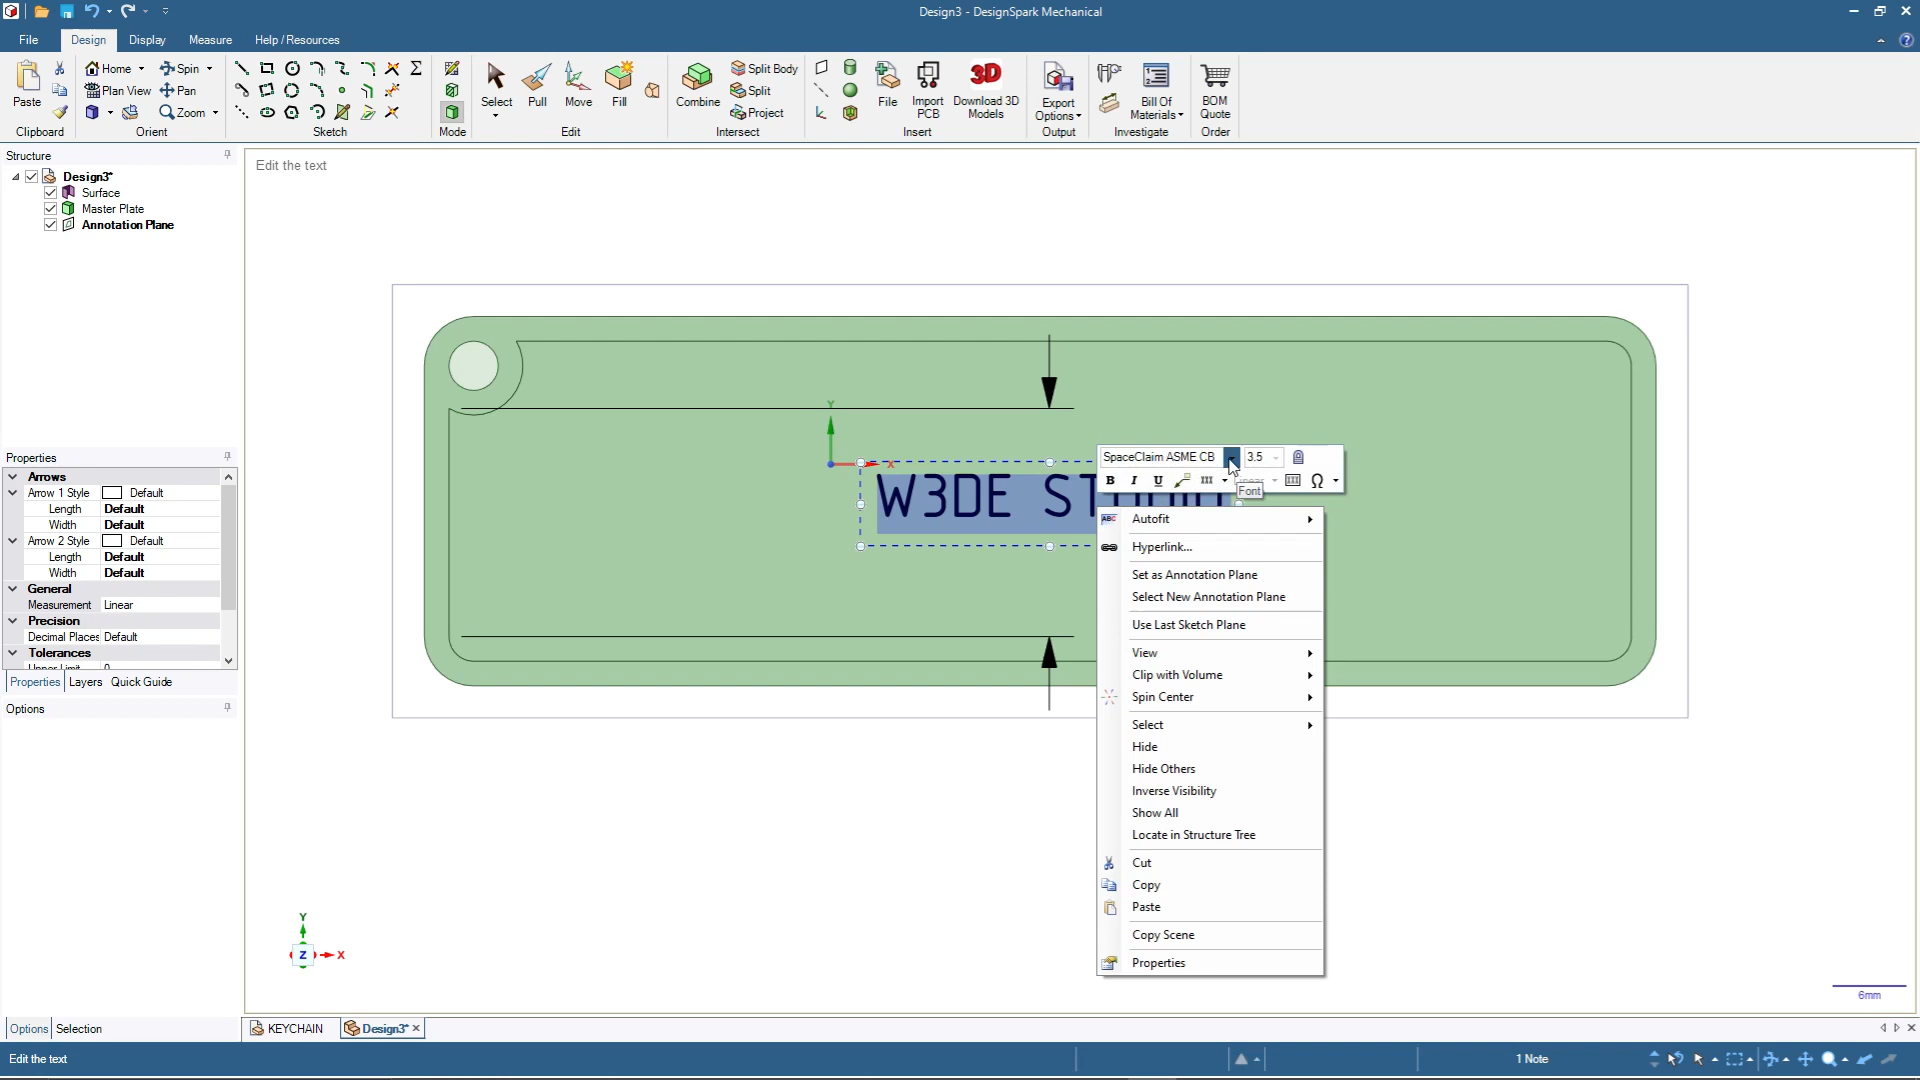 Design3 - DesignSpark Mechanical
File Design Display Measure Help / Resources
Paste
Clipboard
Home Spin
Plan View Pan
Zoom
Orient
Sketch
Mode
Select Pull Move Fill
Edit
Combine Split Body
Split
Project
Intersect
File Import PCB Download 3D Models
3D
Insert
Export Options
Output
Bill Of Materials
Investigate
BOM Quote
Order
Structure
Design3*
Surface
Master Plate
Annotation Plane
Properties
Arrows
Arrow 1 Style Default
Length Default
Width Default
Arrow 2 Style Default
Length Default
Width Default
General
Measurement Linear
Precision
Decimal Places Default
Tolerances
Upper Limit 0
Properties Layers Quick Guide
Options
Options Selection
Edit the text
Y
X
W3DE
SpaceClaim ASME CB 3.5
B I U Ω
Font
ABC Autofit
Hyperlink...
Set as Annotation Plane
Select New Annotation Plane
Use Last Sketch Plane
View
Clip with Volume
Spin Center
Select
Hide
Hide Others
Inverse Visibility
Show All
Locate in Structure Tree
Cut
Copy
Paste
Copy Scene
Properties
Y
Z X
6mm
KEYCHAIN Design3*
Edit the text
1 Note